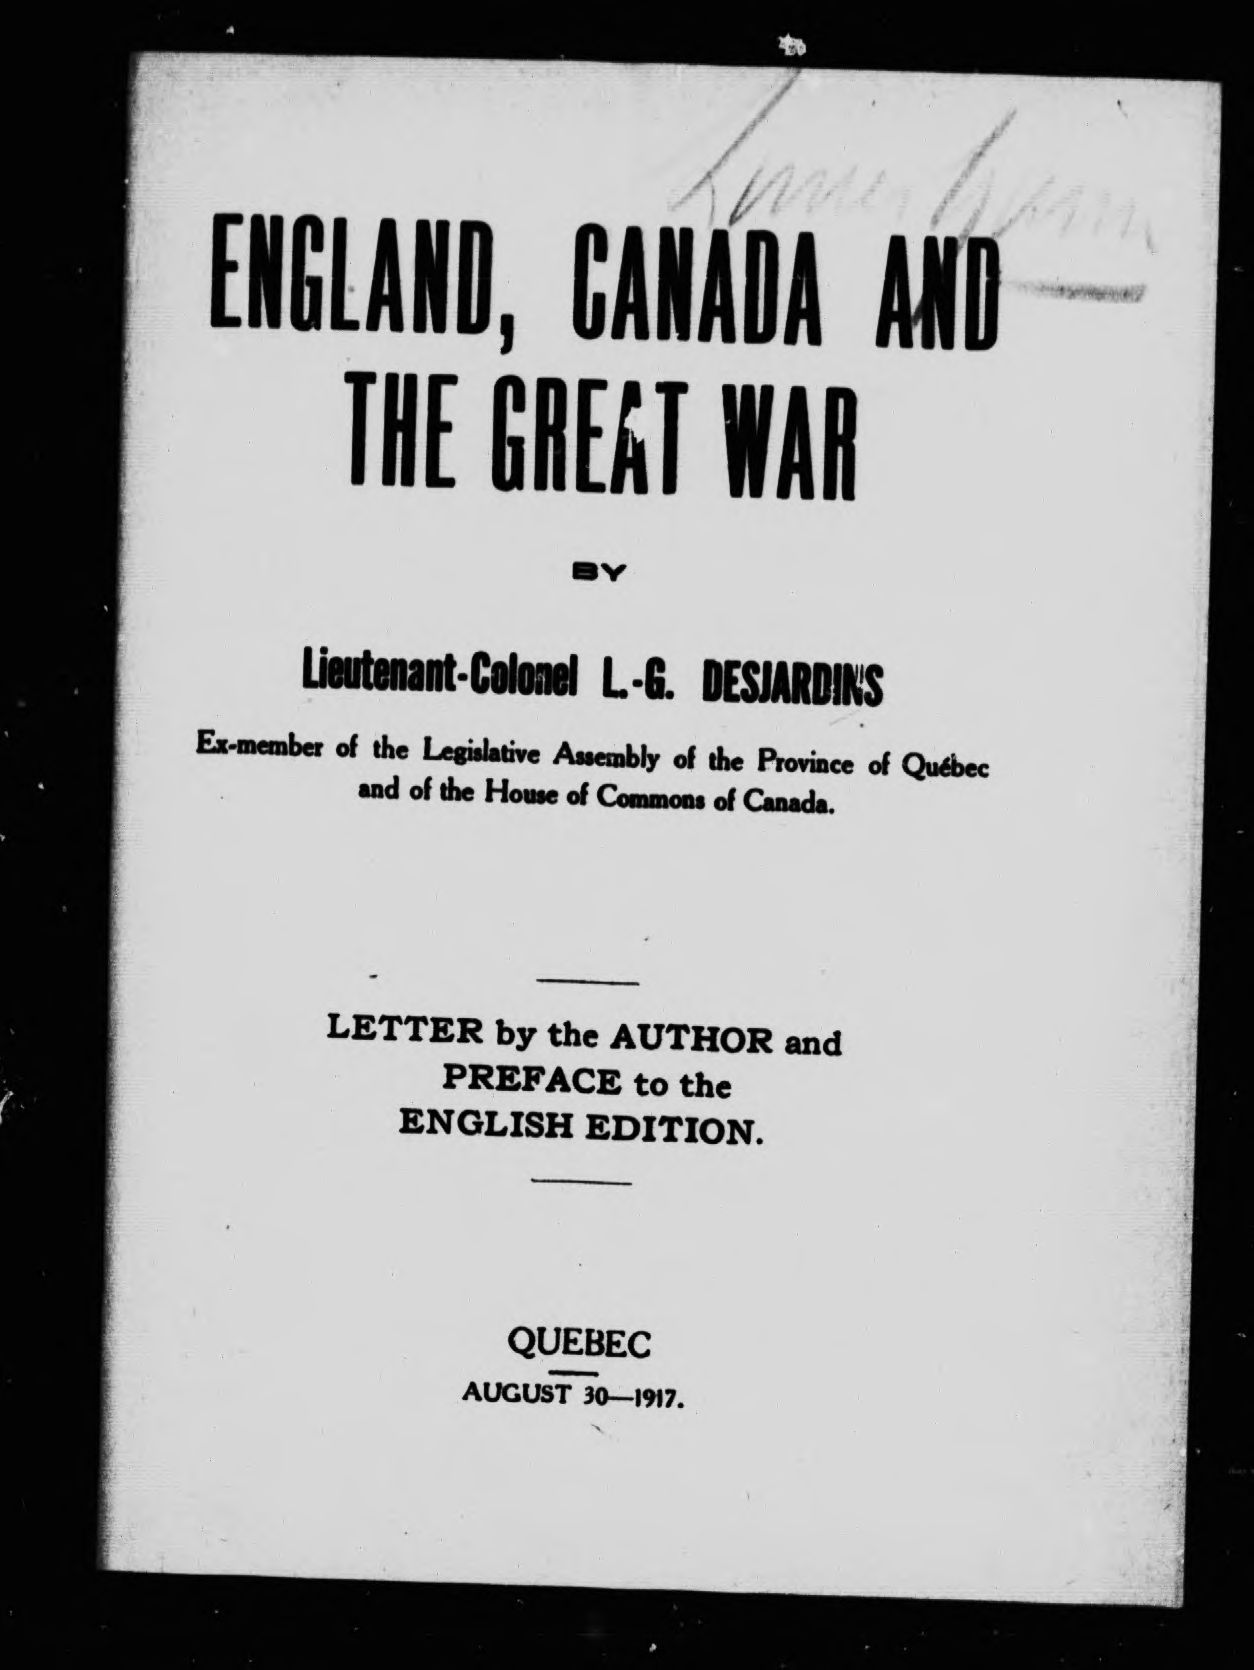 ENGLAND, CANADA AND
THE GREAT WAR
BY
Lieutenant-Colonel L.-G. DESJARDINS
Ex-member of the Legislative Assembly of the Province of Québec
and of the House of Commons of Canada.
LETTER by the AUTHOR and
PREFACE to the
ENGLISH EDITION.
QUEBEC
AUGUST 30—1917.